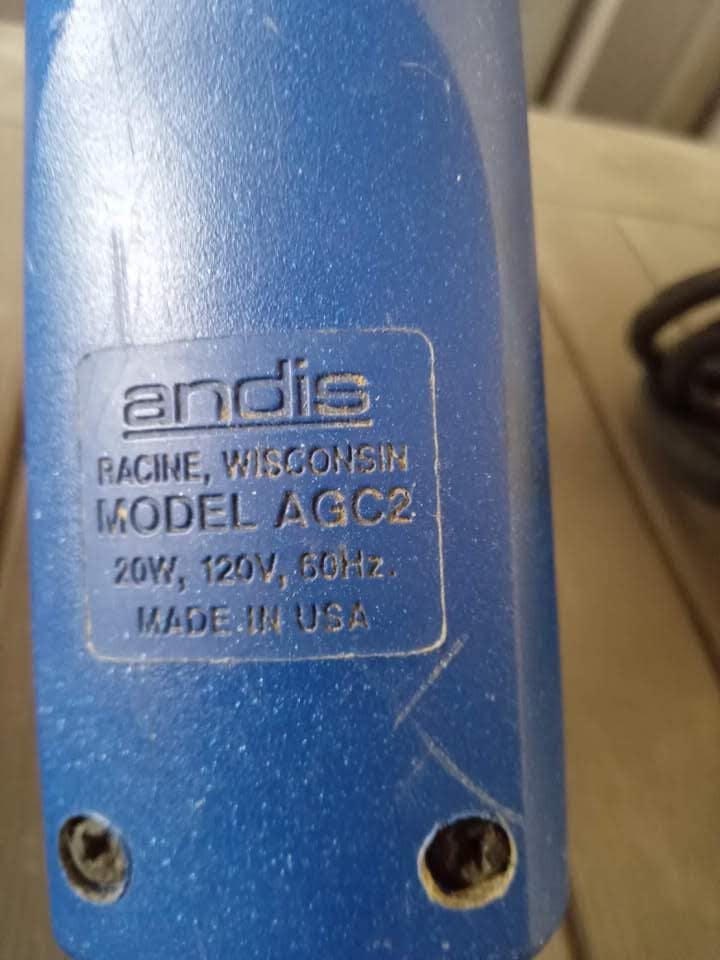 andis
RACINE, WISCONSIN
MODEL AGC2
20W, 120V, 60Hz.
MADE IN USA